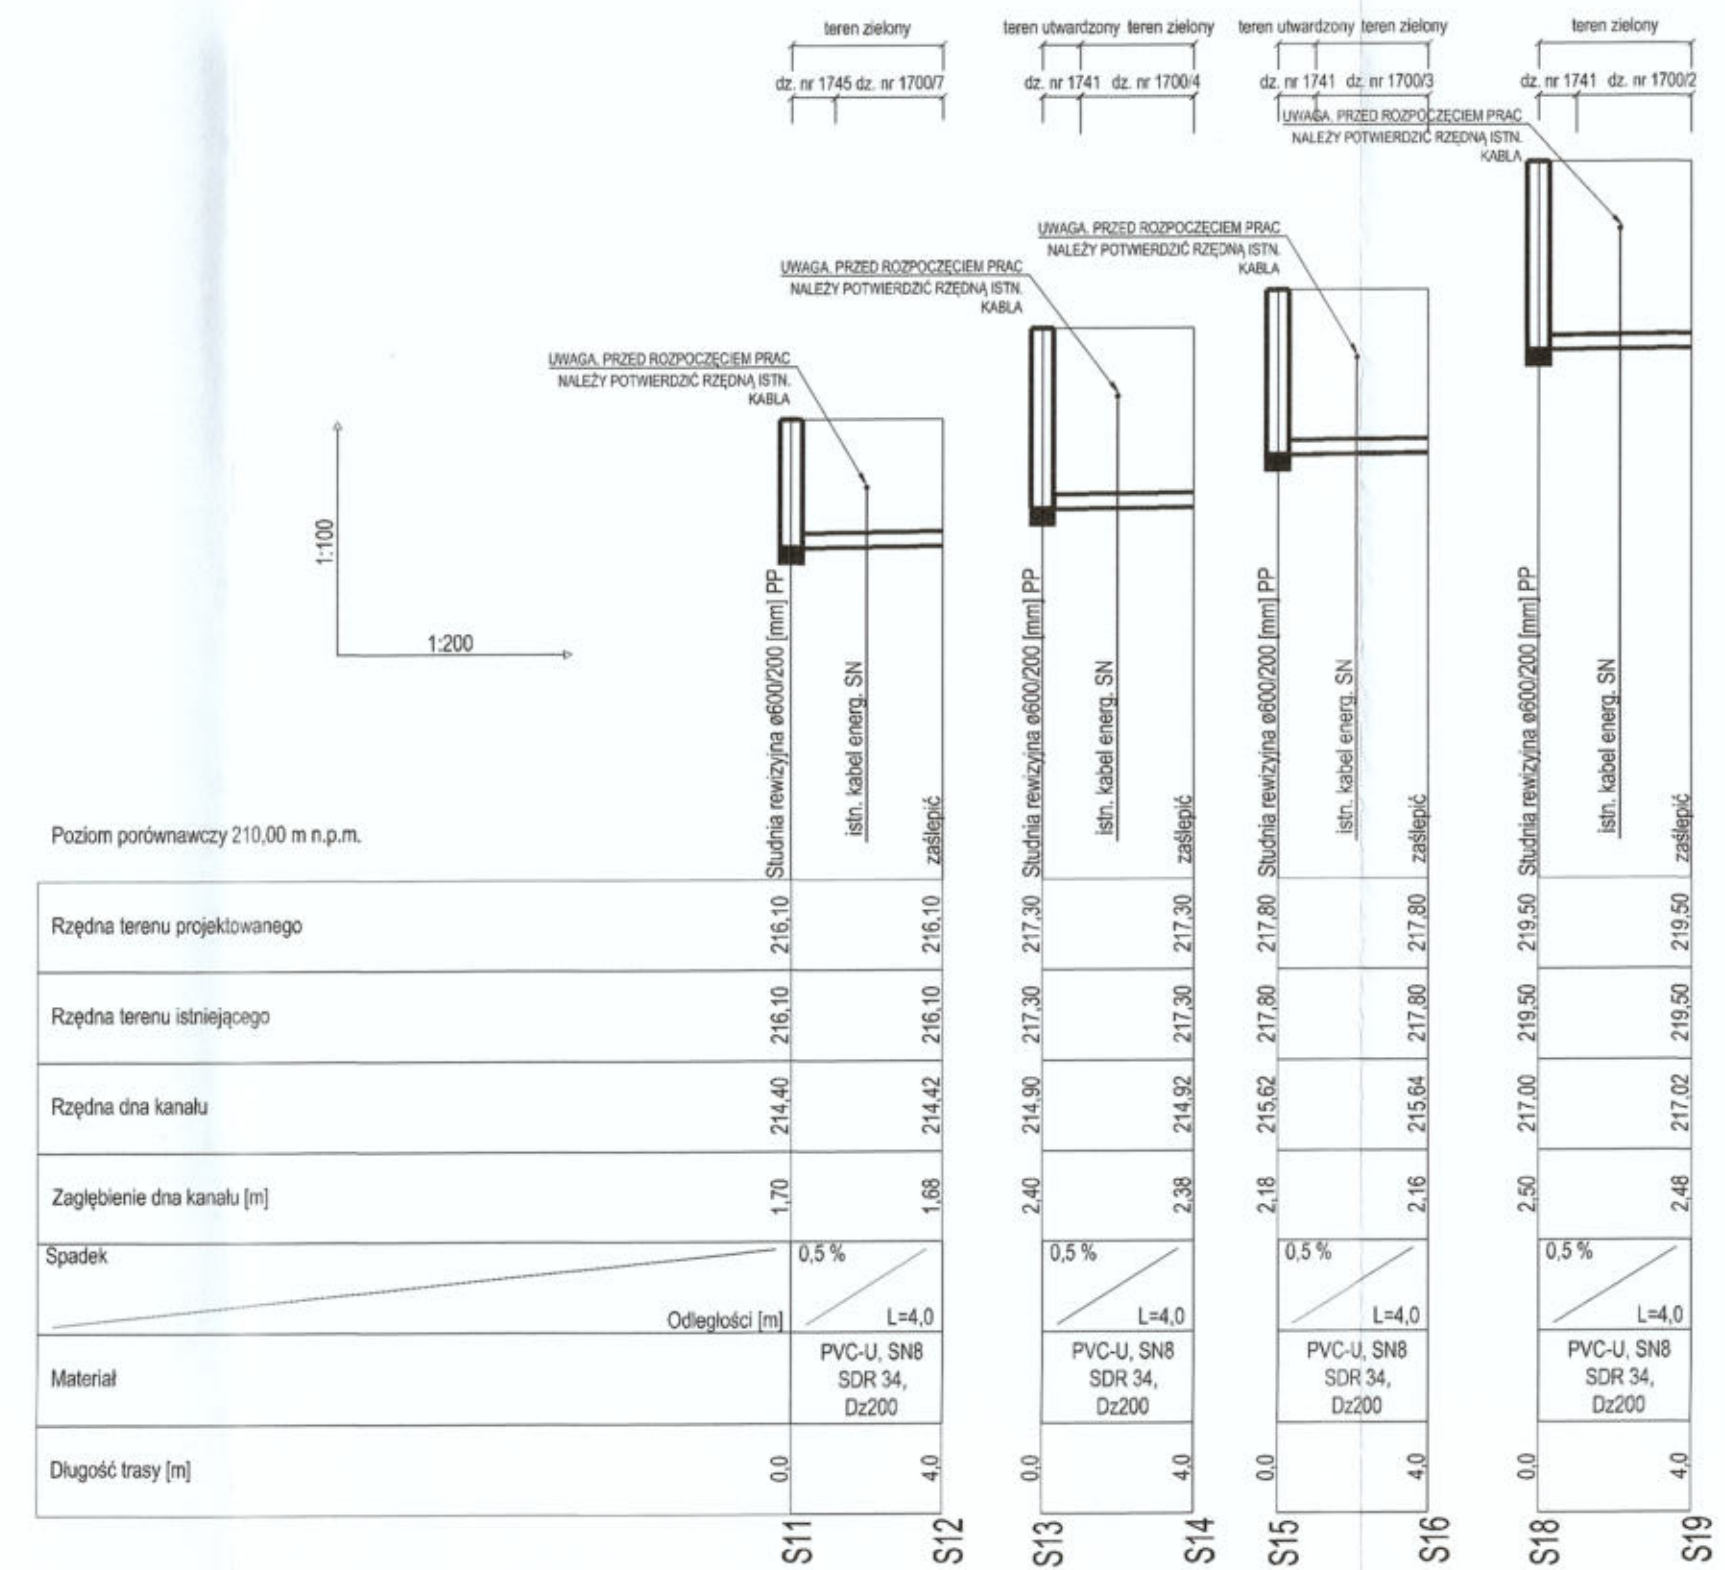 teren zielony
teren utwardzony teren zielony
teren utwardzony teren zielony
teren zielony
dz. nr 1745 dz. nr 1700/7
dz. nr 1741 dz. nr 1700/4
dz. nr 1741 dz. nr 1700/3
dz. nr 1741 dz. nr 1700/2
UWAGA. PRZED ROZPOCZĘCIEM PRAC
NALEŻY POTWIERDZIĆ RZĘDNĄ ISTN.
KABLA
UWAGA. PRZED ROZPOCZĘCIEM PRAC
NALEŻY POTWIERDZIĆ RZĘDNĄ ISTN.
KABLA
UWAGA. PRZED ROZPOCZĘCIEM PRAC
NALEŻY POTWIERDZIĆ RZĘDNĄ ISTN.
KABLA
UWAGA. PRZED ROZPOCZĘCIEM PRAC
NALEŻY POTWIERDZIĆ RZĘDNĄ ISTN.
KABLA
1:100
1:200
Studnia rewizyjna ø600/200 [mm] PP
istn. kabel energ. SN
zaślepić
Studnia rewizyjna ø600/200 [mm] PP
istn. kabel energ. SN
zaślepić
Studnia rewizyjna ø600/200 [mm] PP
istn. kabel energ. SN
zaślepić
Studnia rewizyjna ø600/200 [mm] PP
istn. kabel energ. SN
zaślepić
Poziom porównawczy 210,00 m n.p.m.
Rzędna terenu projektowanego
216,10 216,10 217,30 217,30 217,80 217,80 219,50 219,50
Rzędna terenu istniejącego
216,10 216,10 217,30 217,30 217,80 217,80 219,50 219,50
Rzędna dna kanału
214,40 214,42 214,90 214,92 215,62 215,64 217,00 217,02
Zagłębienie dna kanału [m]
1,70 1,68 2,40 2,38 2,18 2,16 2,50 2,48
Spadek
0,5 % 0,5 % 0,5 % 0,5 %
Odległości [m]
L=4,0 L=4,0 L=4,0 L=4,0
Materiał
PVC-U, SN8
SDR 34,
Dz200
PVC-U, SN8
SDR 34,
Dz200
PVC-U, SN8
SDR 34,
Dz200
PVC-U, SN8
SDR 34,
Dz200
Długość trasy [m]
0,0 4,0 0,0 4,0 0,0 4,0 0,0 4,0
S11 S12 S13 S14 S15 S16 S18 S19